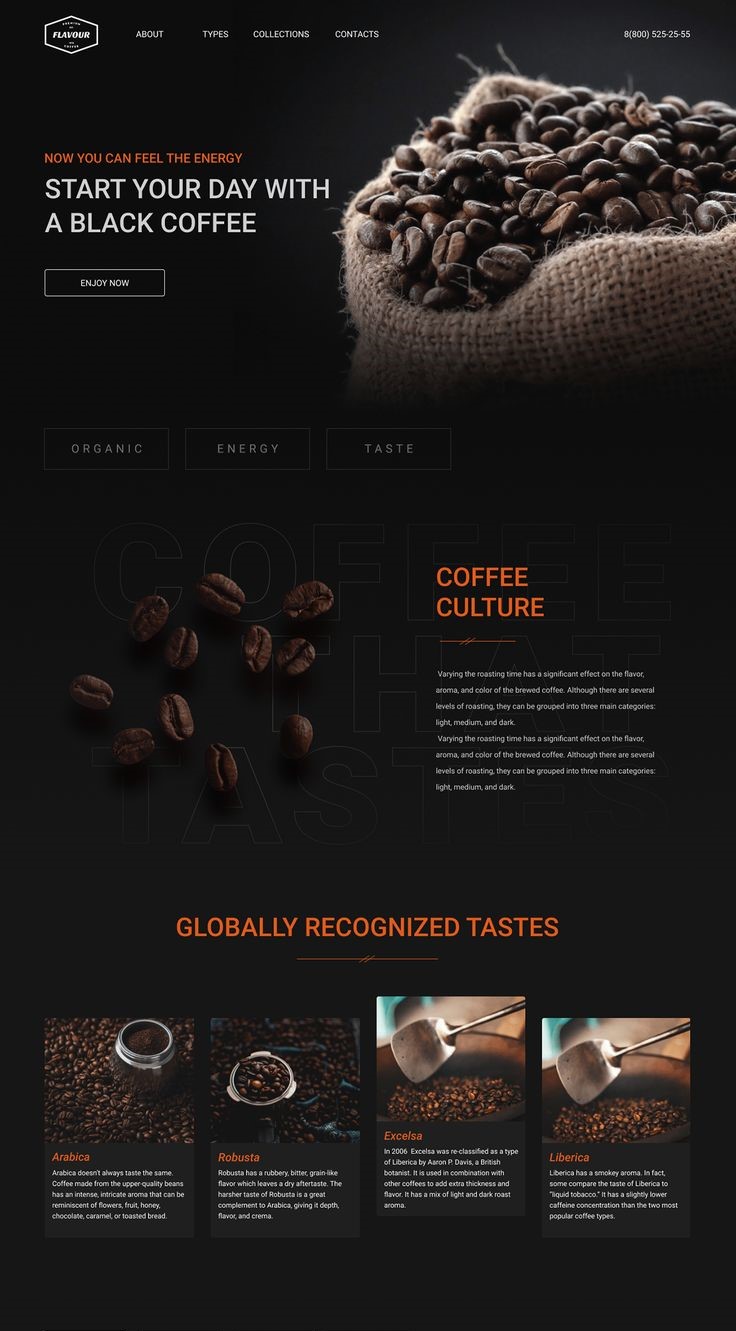 PREMIUM
FLAVOUR
COFFEE
ABOUT
TYPES
COLLECTIONS
CONTACTS
8(800) 525-25-55
NOW YOU CAN FEEL THE ENERGY
START YOUR DAY WITH
A BLACK COFFEE
ENJOY NOW
ORGANIC
ENERGY
TASTE
COFFEE
THAT
TASTES
COFFEE
CULTURE
Varying the roasting time has a significant effect on the flavor,
aroma, and color of the brewed coffee. Although there are several
levels of roasting, they can be grouped into three main categories:
light, medium, and dark.
Varying the roasting time has a significant effect on the flavor,
aroma, and color of the brewed coffee. Although there are several
levels of roasting, they can be grouped into three main categories:
light, medium, and dark.
GLOBALLY RECOGNIZED TASTES
Arabica
Arabica doesn't always taste the same.
Coffee made from the upper-quality beans
has an intense, intricate aroma that can be
reminiscent of flowers, fruit, honey,
chocolate, caramel, or toasted bread.
Robusta
Robusta has a rubbery, bitter, grain-like
flavor which leaves a dry aftertaste. The
harsher taste of Robusta is a great
complement to Arabica, giving it depth,
flavor, and crema.
Excelsa
In 2006 Excelsa was re-classified as a type
of Liberica by Aaron P. Davis, a British
botanist. It is used in combination with
other coffees to add extra thickness and
flavor. It has a mix of light and dark roast
aroma.
Liberica
Liberica has a smokey aroma. In fact,
some compare the taste of Liberica to
"liquid tobacco." It has a slightly lower
caffeine concentration than the two most
popular coffee types.